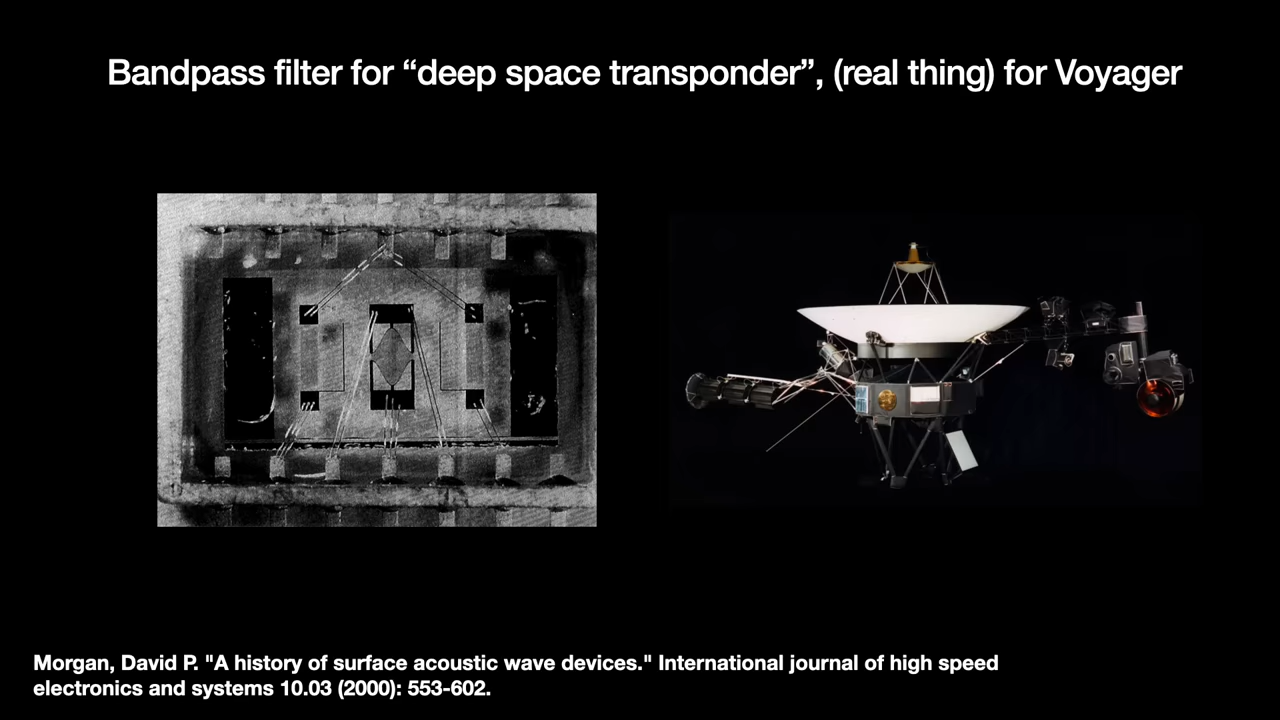 Bandpass filter for “deep space transponder”, (real thing) for Voyager
Morgan, David P. "A history of surface acoustic wave devices." International journal of high speed
electronics and systems 10.03 (2000): 553-602.